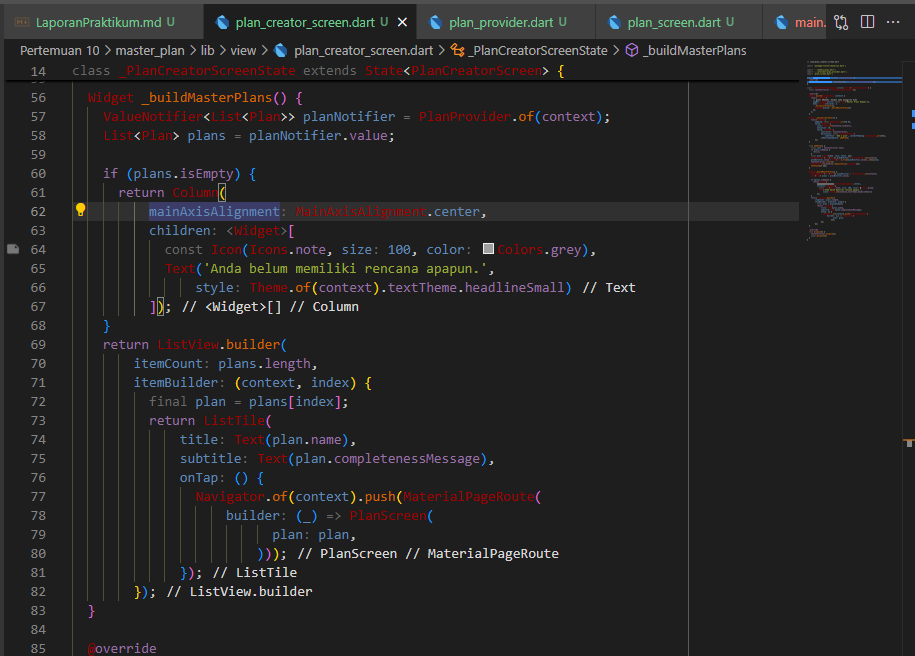 LaporanPraktikum.md U
plan_creator_screen.dart U
plan_provider.dart U
plan_screen.dart U
main.
Pertemuan 10 > master_plan > lib > view > plan_creator_screen.dart > _PlanCreatorScreenState > _buildMasterPlans
14 class _PlanCreatorScreenState extends State<PlanCreatorScreen> {
56 Widget _buildMasterPlans() {
57 ValueNotifier<List<Plan>> planNotifier = PlanProvider.of(context);
58 List<Plan> plans = planNotifier.value;
59
60 if (plans.isEmpty) {
61 return Column(
62 mainAxisAlignment: MainAxisAlignment.center,
63 children: <Widget>[
64 const Icon(Icons.note, size: 100, color: Colors.grey),
65 Text('Anda belum memiliki rencana apapun.',
66 style: Theme.of(context).textTheme.headlineSmall) // Text
67 ]); // <Widget>[] // Column
68 }
69 return ListView.builder(
70 itemCount: plans.length,
71 itemBuilder: (context, index) {
72 final plan = plans[index];
73 return ListTile(
74 title: Text(plan.name),
75 subtitle: Text(plan.completenessMessage),
76 onTap: () {
77 Navigator.of(context).push(MaterialPageRoute(
78 builder: (_) => PlanScreen(
79 plan: plan,
80 ))); // PlanScreen // MaterialPageRoute
81 }); // ListTile
82 }); // ListView.builder
83 }
84
85 @override